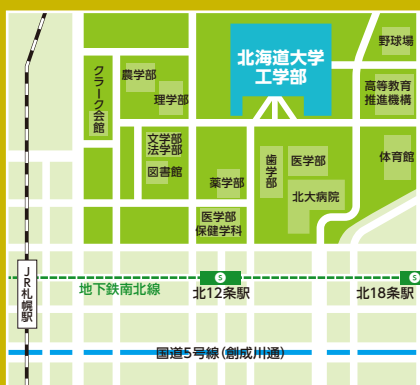 野球場
北海道大学
工学部
クラーク会館
農学部
理学部
高等教育
推進機構
文学部
法学部
図書館
歯学部
医学部
体育館
薬学部
北大病院
医学部
保健学科
JR札幌駅
地下鉄南北線
S
北12条駅
S
北18条駅
国道5号線(創成川通)